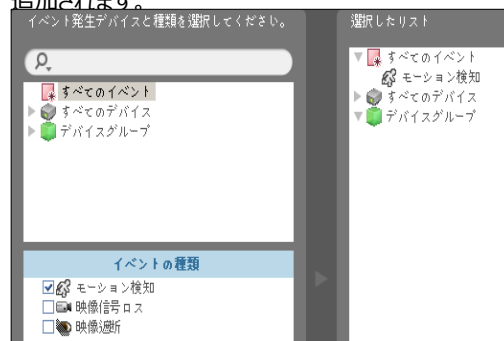 追加されます。
イベント発生デバイスと種類を選択してください。
すべてのイベント
すべてのデバイス
デバイスグループ
イベントの種類
モーション検知
映像信号ロス
映像遮断
選択したリスト
すべてのイベント
モーション検知
すべてのデバイス
デバイスグループ